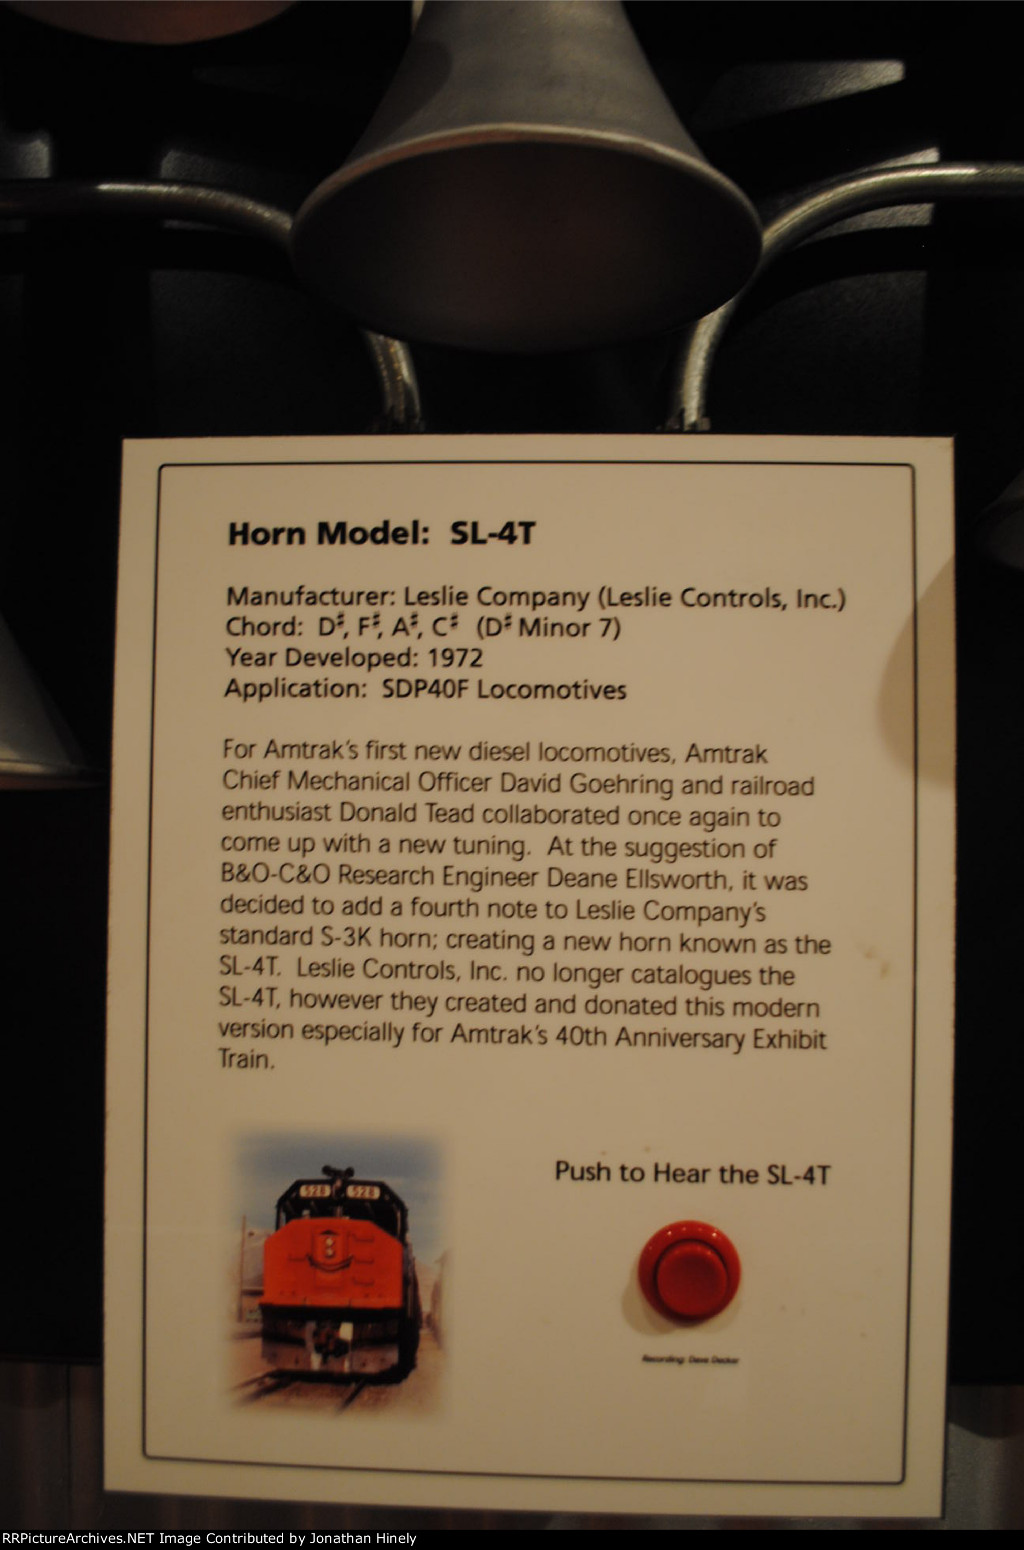 Horn Model: SL-4T
Manufacturer: Leslie Company (Leslie Controls, Inc.)
Chord: D♯, F♯, A♯, C♯ (D♯ Minor 7)
Year Developed: 1972
Application: SDP40F Locomotives
For Amtrak's first new diesel locomotives, Amtrak
Chief Mechanical Officer David Goehring and railroad
enthusiast Donald Tead collaborated once again to
come up with a new tuning. At the suggestion of
B&O-C&O Research Engineer Deane Ellsworth, it was
decided to add a fourth note to Leslie Company's
standard S-3K horn; creating a new horn known as the
SL-4T. Leslie Controls, Inc. no longer catalogues the
SL-4T, however they created and donated this modern
version especially for Amtrak's 40th Anniversary Exhibit
Train.
528 528
Push to Hear the SL-4T
Recording: Dave Decker
RRPictureArchives.NET Image Contributed by Jonathan Hinely